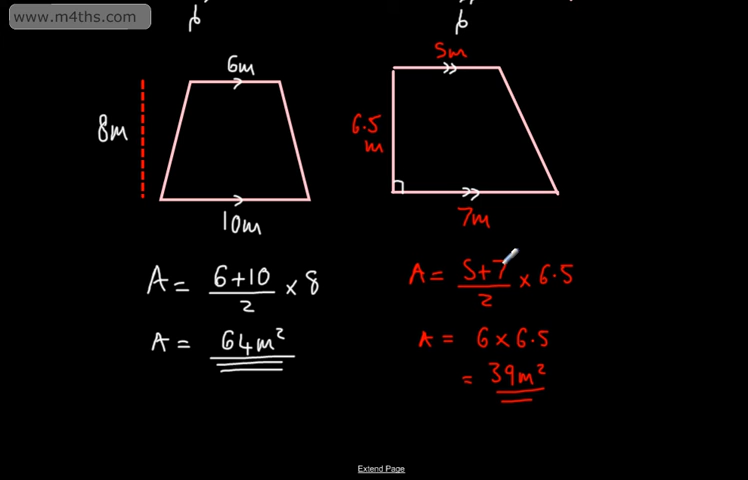 www.m4ths.com
b
b
6m
8m
10m
A = 6+10/2 × 8
A = 64m²
5m
6.5
m
7m
A = 5+7/2 × 6.5
A = 6 × 6.5
= 39m²
Extend Page